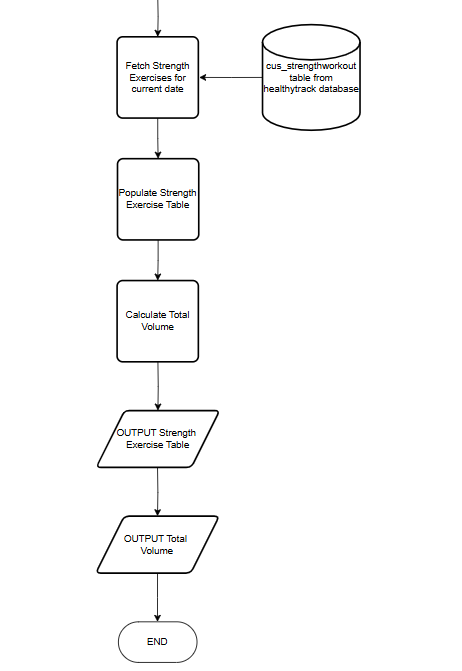 Fetch Strength
Exercises for
current date
cus_strengthworkout
table from
healthytrack database
Populate Strength
Exercise Table
Calculate Total
Volume
OUTPUT Strength
Exercise Table
OUTPUT Total
Volume
END